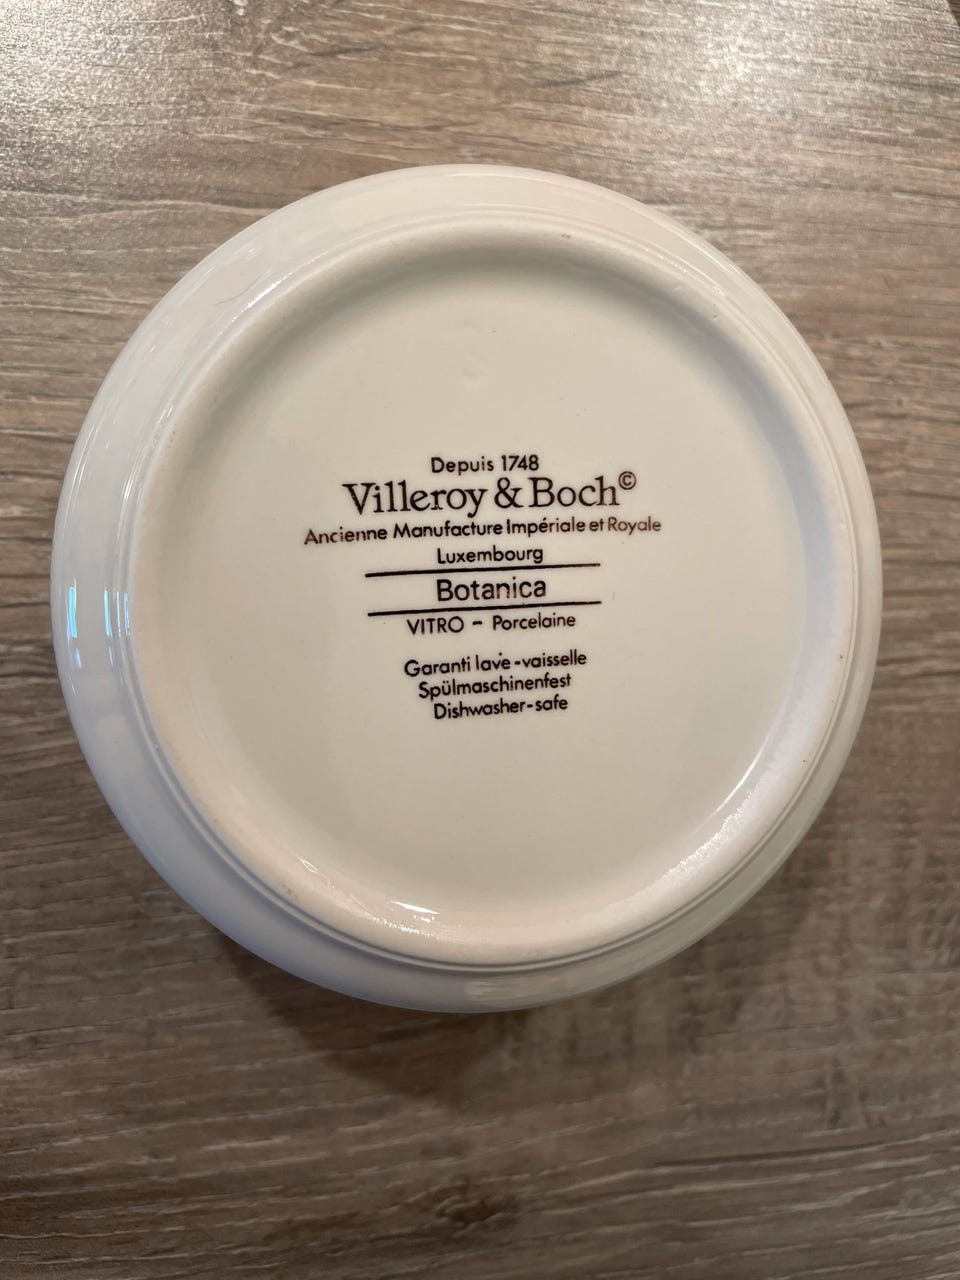 Depuis 1748
Villeroy & Boch©
Ancienne Manufacture Impériale et Royale
Luxembourg
Botanica
VITRO - Porcelaine
Garanti lave-vaisselle
Spülmaschinenfest
Dishwasher-safe